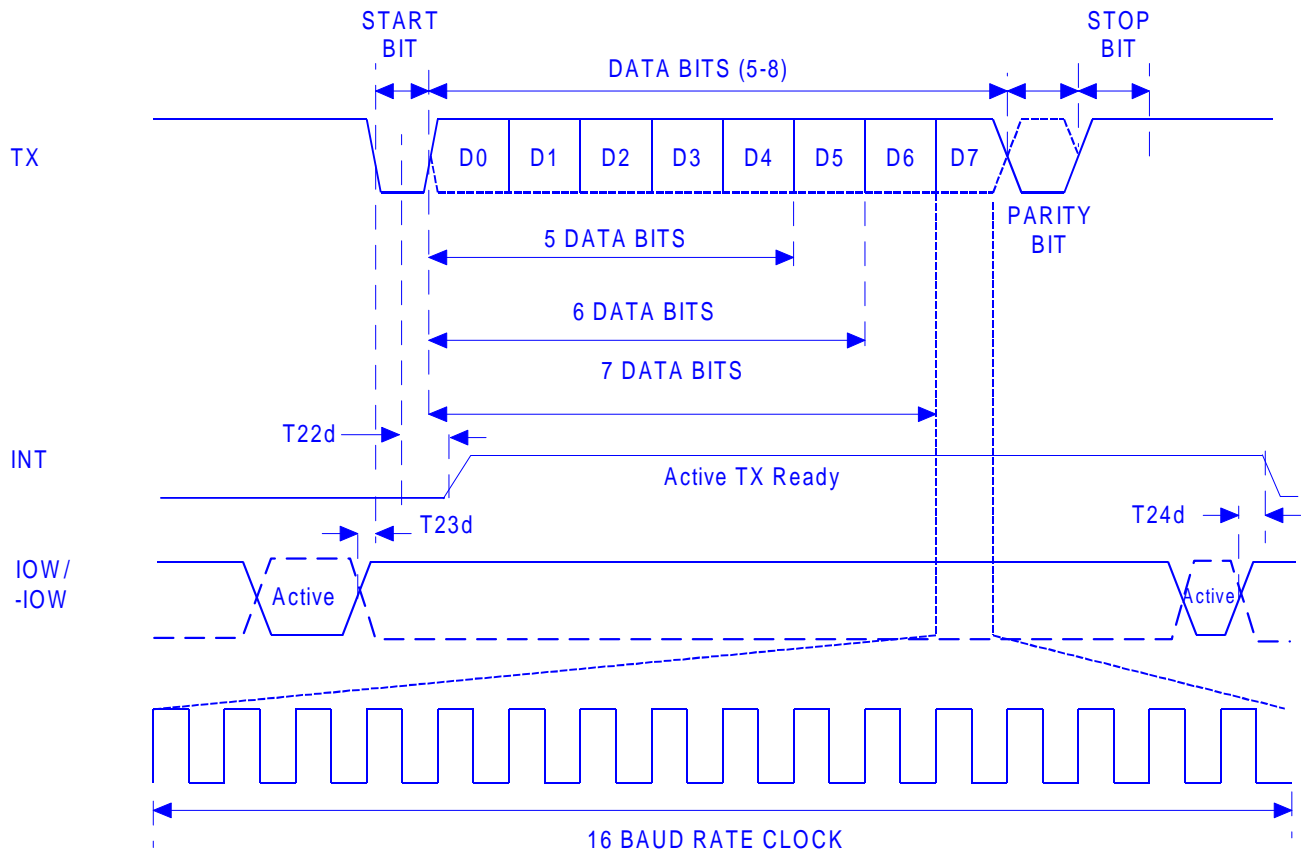 START
BIT
STOP
BIT
DATA BITS (5-8)
TX
D0 D1 D2 D3 D4 D5 D6 D7
PARITY
BIT
5 DATA BITS
6 DATA BITS
7 DATA BITS
T22d
INT
Active TX Ready
T23d
T24d
IOW/
-IOW
Active
Active
16 BAUD RATE CLOCK